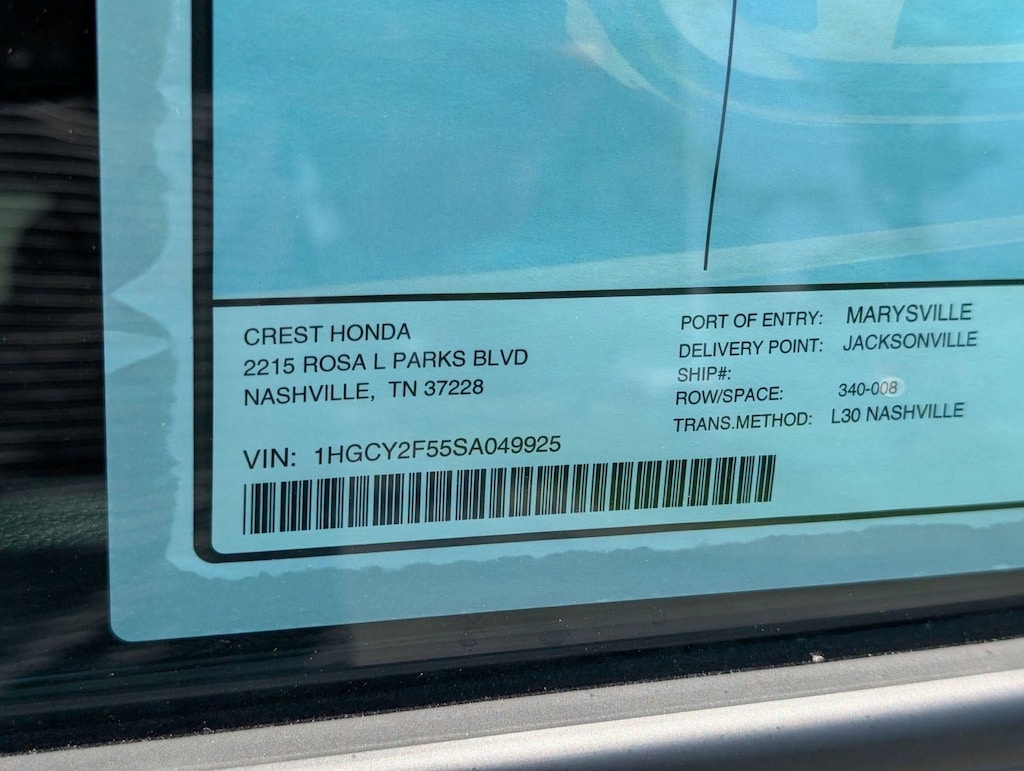 CREST HONDA
2215 ROSA L PARKS BLVD
NASHVILLE, TN 37228
VIN: 1HGCY2F55SA049925
PORT OF ENTRY: MARYSVILLE
DELIVERY POINT: JACKSONVILLE
SHIP#:
ROW/SPACE: 340-008
TRANS.METHOD: L30 NASHVILLE